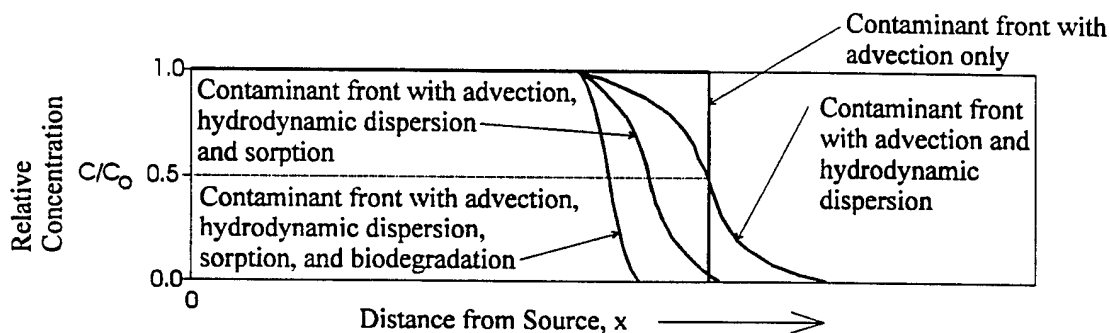 Contaminant front with
advection only
1.0
Contaminant front with advection,
hydrodynamic dispersion
and sorption
Contaminant front
with advection and
hydrodynamic
dispersion
Relative
Concentration
C/Co
0.5
Contaminant front with advection,
hydrodynamic dispersion,
sorption, and biodegradation
0.0
0
Distance from Source, x